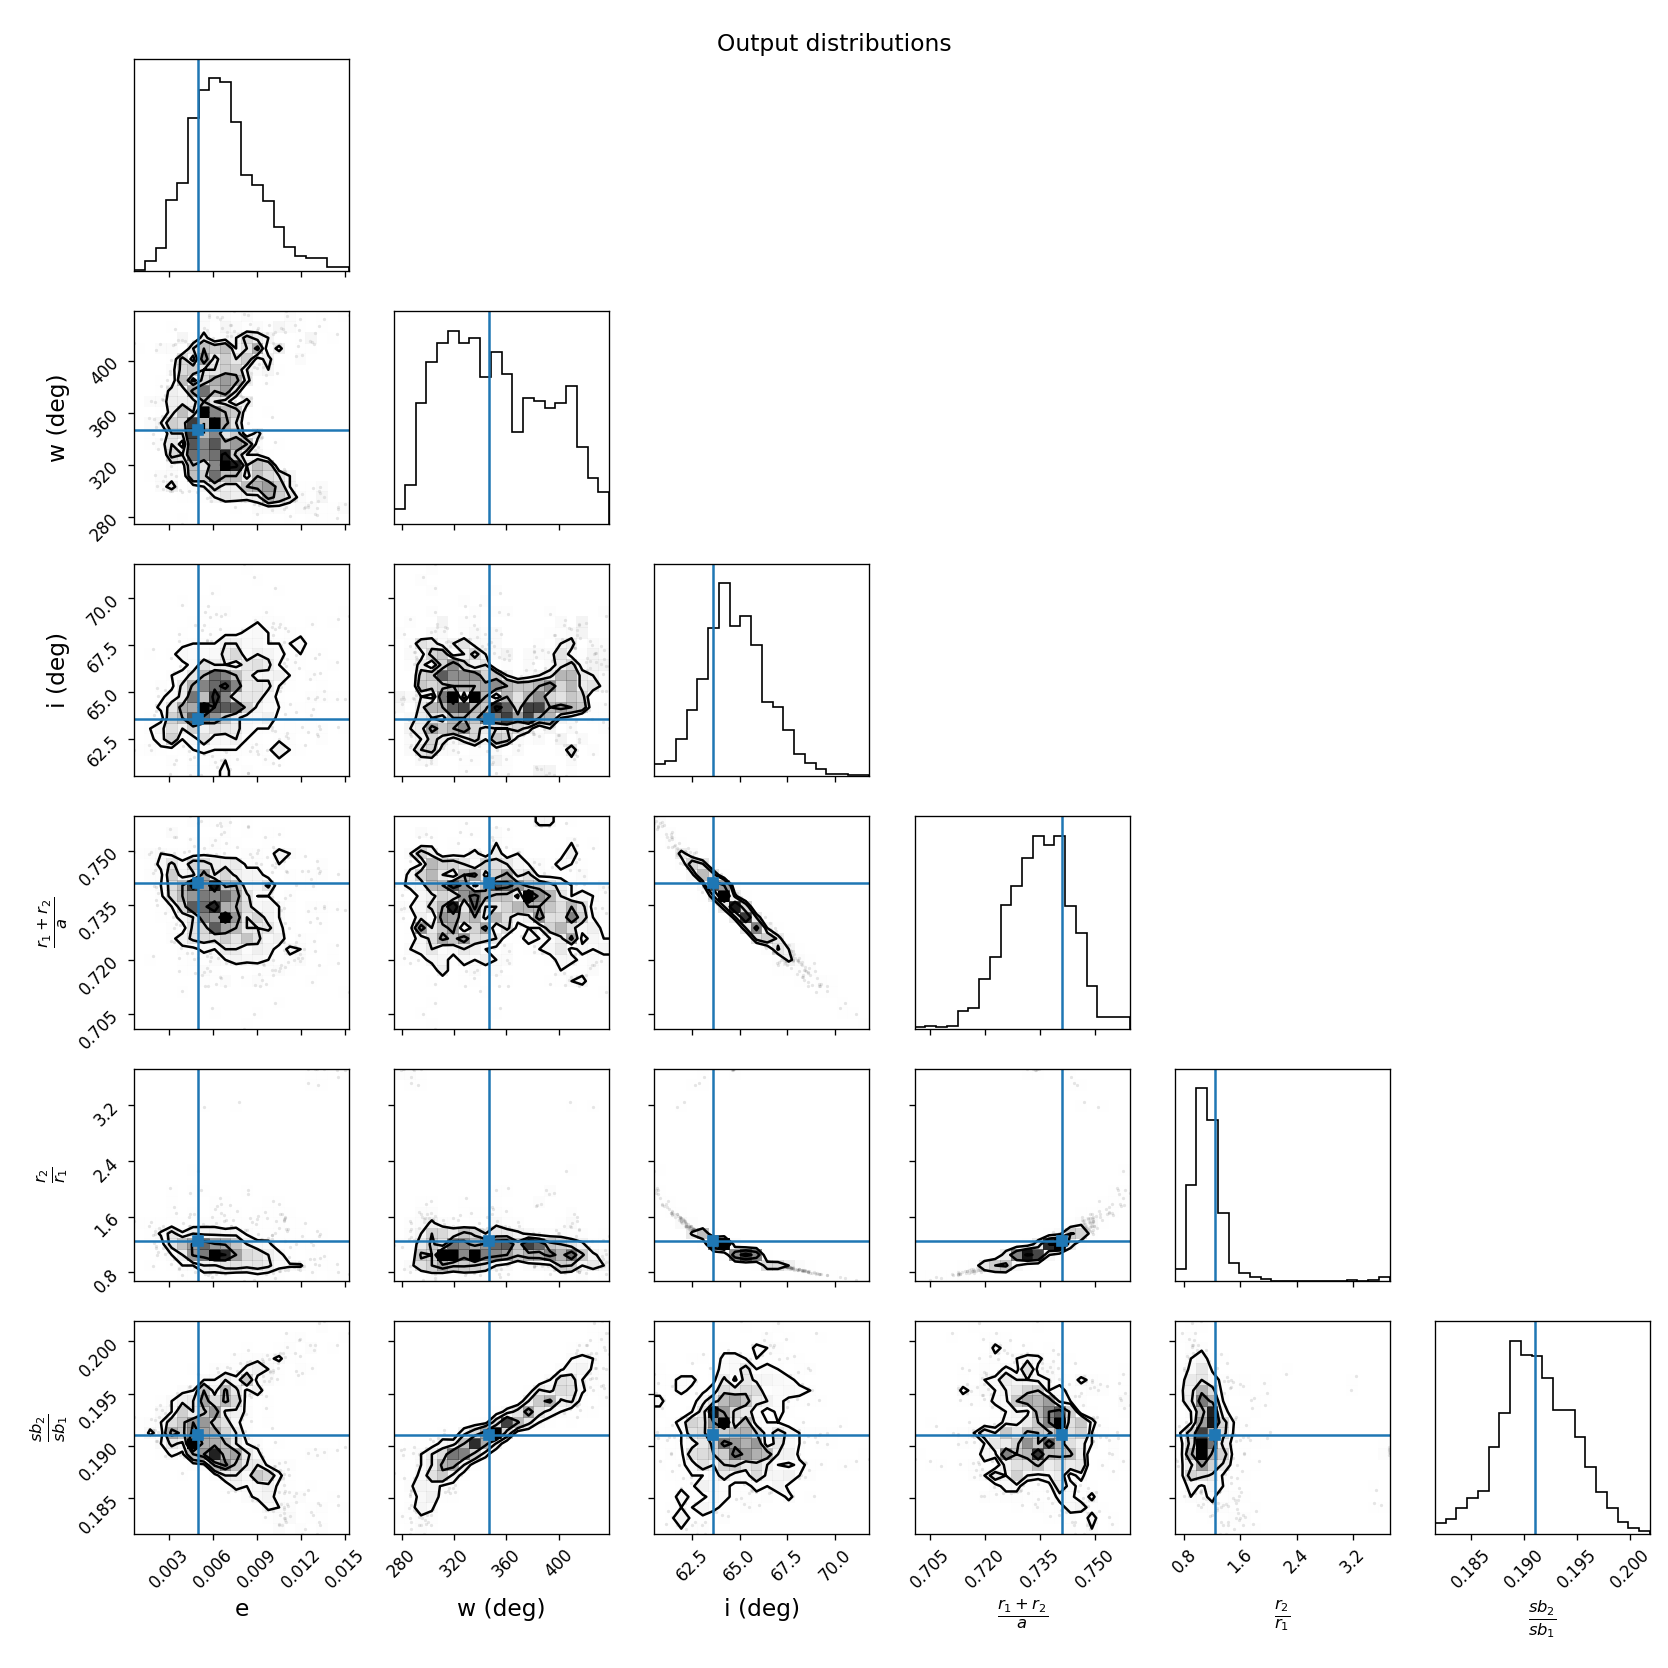 Output distributions
w (deg)
400
360
320
280
i (deg)
70.0
67.5
65.0
62.5
r₁ + r₂
a
0.750
0.735
0.720
0.705
r₂
r₁
3.2
2.4
1.6
0.8
sb₂
sb₁
0.200
0.195
0.190
0.185
0.003 0.006 0.009 0.012 0.015 280 320 360 400 62.5 65.0 67.5 70.0 0.705 0.720 0.735 0.750 0.8 1.6 2.4 3.2 0.185 0.190 0.195 0.200
e w (deg) i (deg) r₁ + r₂ r₂ sb₂
a r₁ sb₁